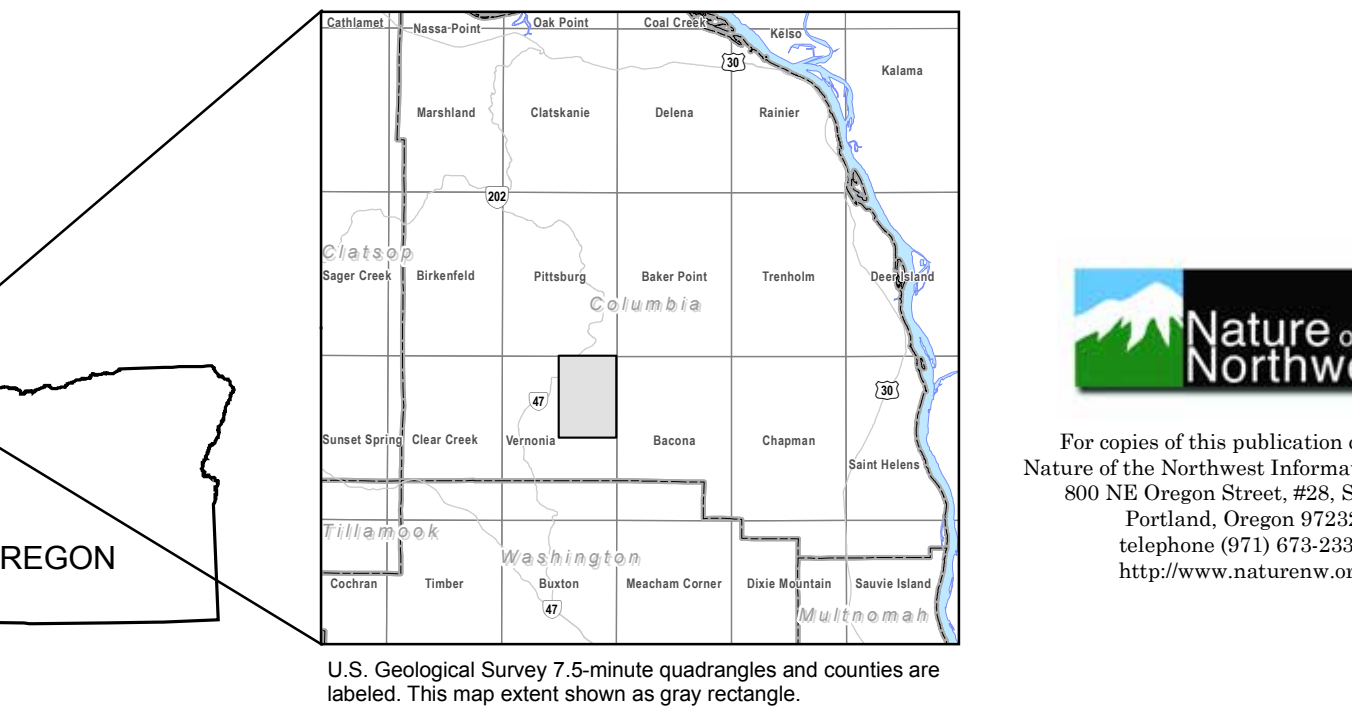 Cathlamet
Nassa Point
Oak Point
Coal Creek
Kelso
30
Kalama
Marshland
Clatskanie
Delena
Rainier
202
Clatsop
Sager Creek
Birkenfeld
Pittsburg
Baker Point
Trenholm
Deer Island
Columbia
47
30
Sunset Spring
Clear Creek
Vernonia
Bacona
Chapman
Saint Helens
Tillamook
Washington
Cochran
Timber
Buxton
Meacham Corner
Dixie Mountain
Sauvie Island
47
Multnomah
REGON
U.S. Geological Survey 7.5-minute quadrangles and counties are
labeled. This map extent shown as gray rectangle.
Nature o
Northwe
For copies of this publication
Nature of the Northwest Informa
800 NE Oregon Street, #28, S
Portland, Oregon 97232
telephone (971) 673-233
http://www.naturenw.or